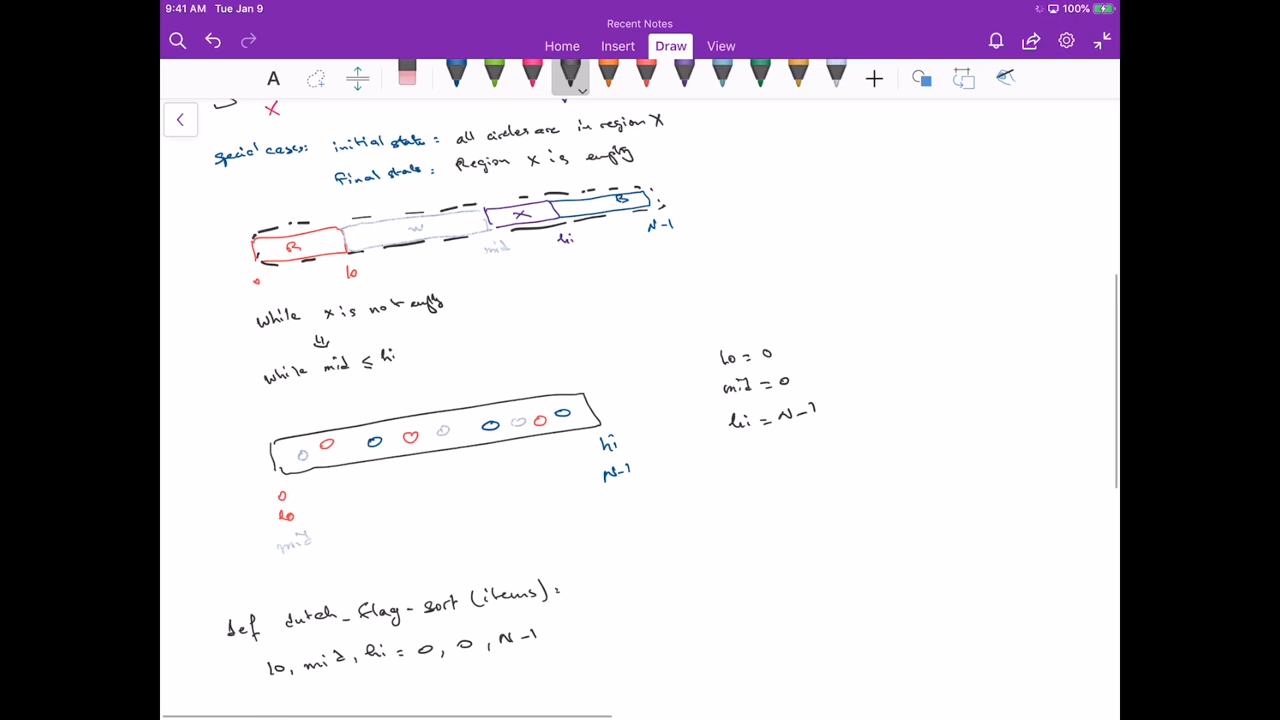 9:41 AM Tue Jan 9
100%
Recent Notes
Home Insert Draw View
A
X
special cases: initial state: all circles are in region X
final state: Region X is empty
R W X B
0 lo mid hi N-1
while x is not empty
⇓
while mid ≤ hi
lo = 0
mid = 0
hi = N-1
hi
N-1
0
lo
mid
Def dutch_flag-sort (items):
lo, mid, hi = 0, 0, N-1